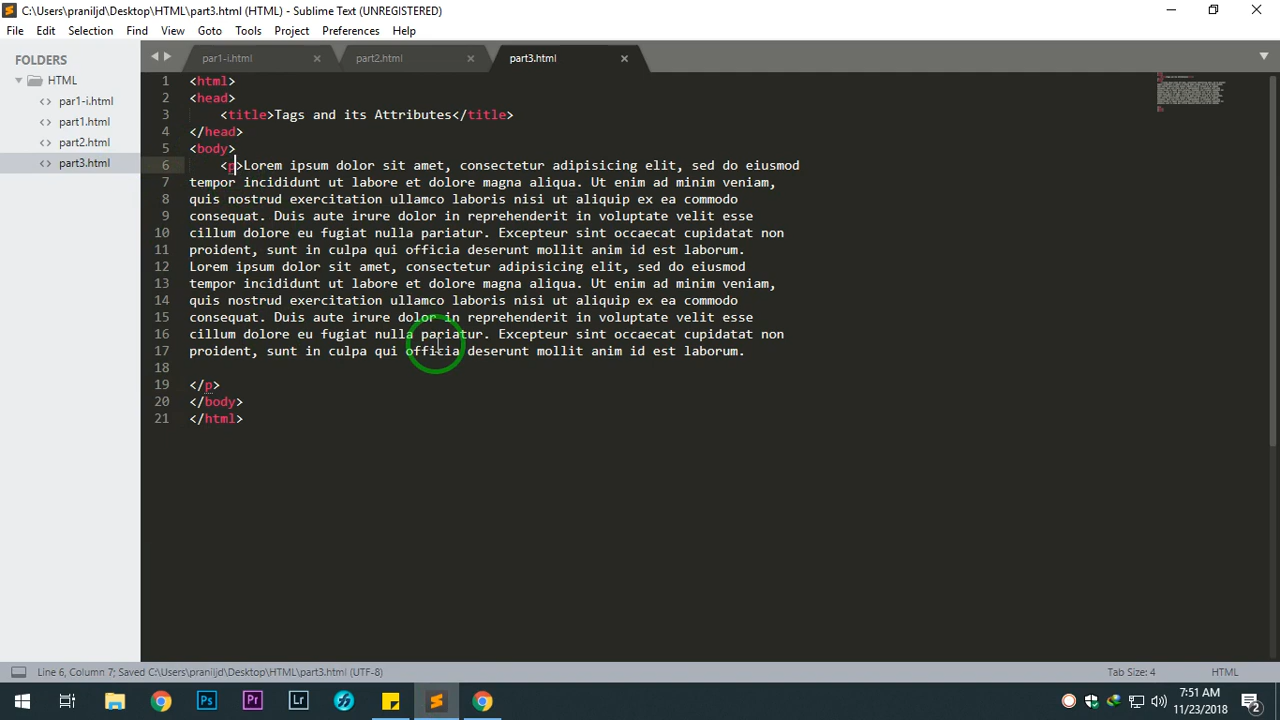 C:\Users\praniljd\Desktop\HTML\part3.html (HTML) - Sublime Text (UNREGISTERED)
File Edit Selection Find View Goto Tools Project Preferences Help
FOLDERS
HTML
par1-i.html
part1.html
part2.html
part3.html
par1-i.html part2.html part3.html
1 <html>
2 <head>
3 <title>Tags and its Attributes</title>
4 </head>
5 <body>
6 <p>Lorem ipsum dolor sit amet, consectetur adipisicing elit, sed do eiusmod
7 tempor incididunt ut labore et dolore magna aliqua. Ut enim ad minim veniam,
8 quis nostrud exercitation ullamco laboris nisi ut aliquip ex ea commodo
9 consequat. Duis aute irure dolor in reprehenderit in voluptate velit esse
10 cillum dolore eu fugiat nulla pariatur. Excepteur sint occaecat cupidatat non
11 proident, sunt in culpa qui officia deserunt mollit anim id est laborum.
12 Lorem ipsum dolor sit amet, consectetur adipisicing elit, sed do eiusmod
13 tempor incididunt ut labore et dolore magna aliqua. Ut enim ad minim veniam,
14 quis nostrud exercitation ullamco laboris nisi ut aliquip ex ea commodo
15 consequat. Duis aute irure dolor in reprehenderit in voluptate velit esse
16 cillum dolore eu fugiat nulla pariatur. Excepteur sint occaecat cupidatat non
17 proident, sunt in culpa qui officia deserunt mollit anim id est laborum.
18
19 </p>
20 </body>
21 </html>
Line 6, Column 7; Saved C:\Users\praniljd\Desktop\HTML\part3.html (UTF-8) Tab Size: 4 HTML
Ps Pr Lr
7:51 AM
11/23/2018
2